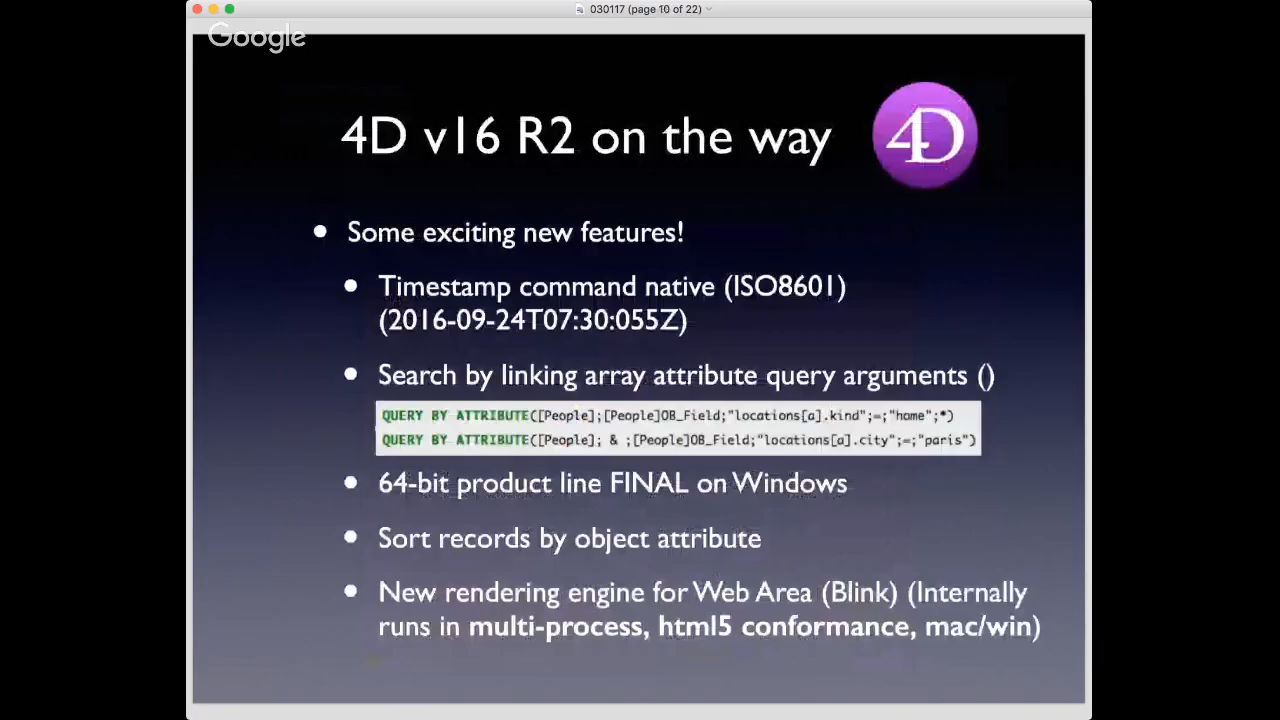 030117 (page 10 of 22)
Google
4D v16 R2 on the way
4D
• Some exciting new features!
• Timestamp command native (ISO8601)
(2016-09-24T07:30:055Z)
• Search by linking array attribute query arguments ()
QUERY BY ATTRIBUTE([People];[People]OB_Field;"locations[a].kind";=;"home";*)
QUERY BY ATTRIBUTE([People]; & ;[People]OB_Field;"locations[a].city";=;"paris")
• 64-bit product line FINAL on Windows
• Sort records by object attribute
• New rendering engine for Web Area (Blink) (Internally
runs in multi-process, html5 conformance, mac/win)